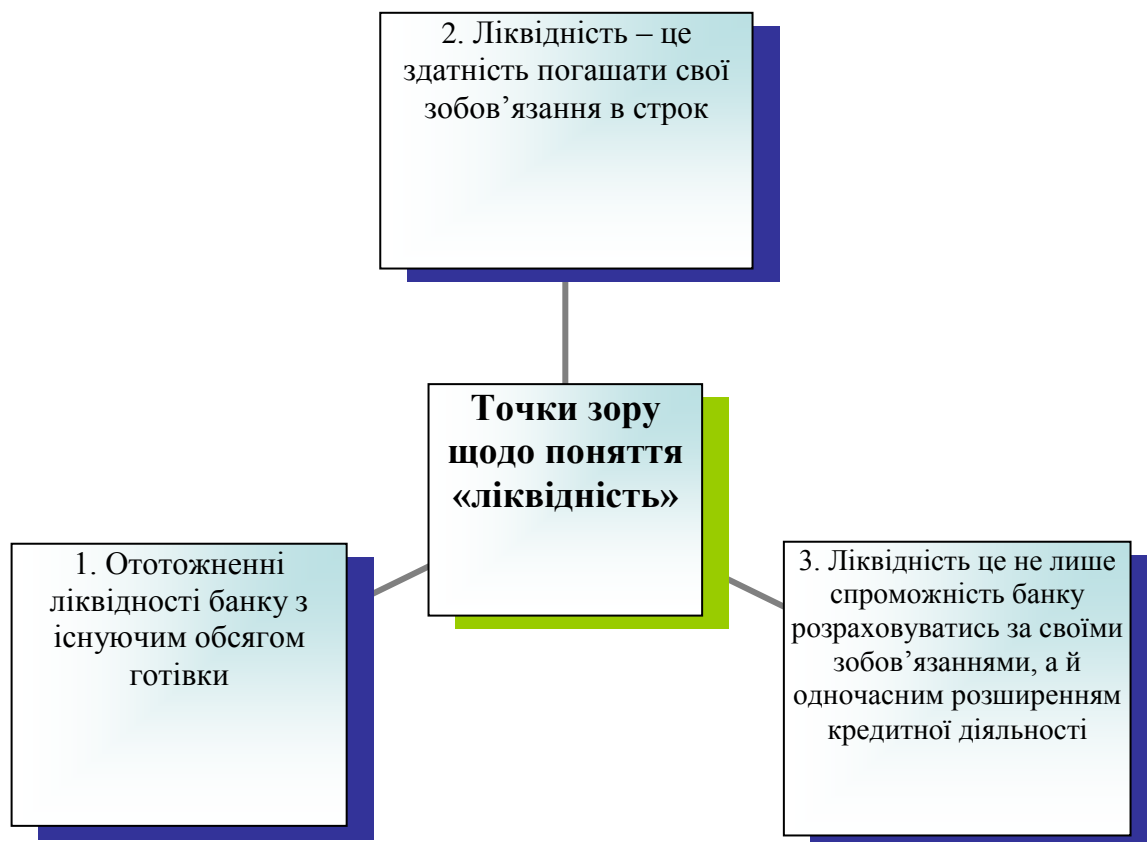 2. Ліквідність – це
здатність погашати свої
зобов’язання в строк
Точки зору
щодо поняття
«ліквідність»
1. Ототожненні
ліквідності банку з
існуючим обсягом
готівки
3. Ліквідність це не лише
спроможність банку
розраховуватись за своїми
зобов’язаннями, а й
одночасним розширенням
кредитної діяльності